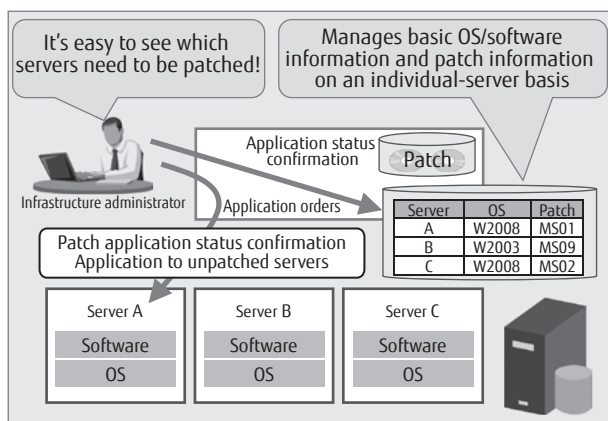 It's easy to see which
servers need to be patched!
Manages basic OS/software
information and patch information
on an individual-server basis
Application status
confirmation
Patch
Infrastructure administrator
Application orders
Server OS Patch
A W2008 MS01
B W2003 MS09
C W2008 MS02
Patch application status confirmation
Application to unpatched servers
Server A
Software
OS
Server B
Software
OS
Server C
Software
OS